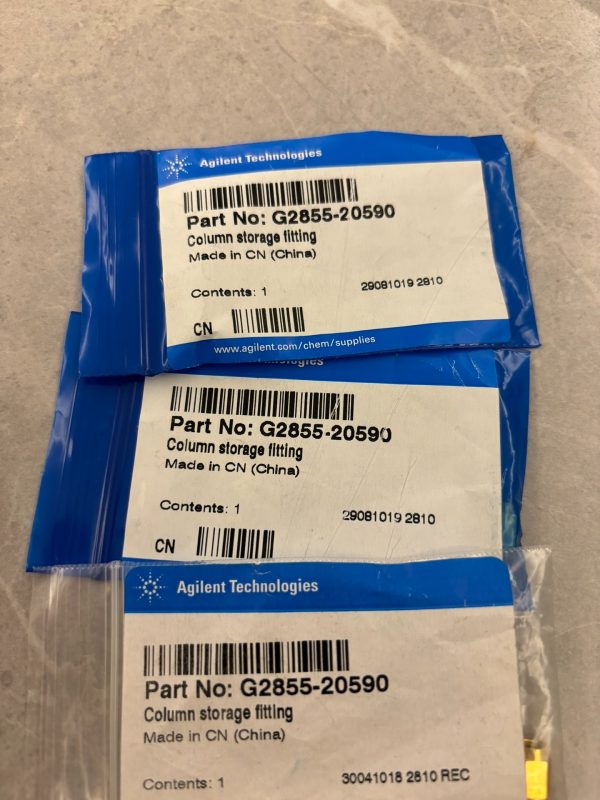 Agilent Technologies
Part No: G2855-20590
Column storage fitting
Made in CN (China)
Contents: 1 29081019 2810
CN
www.agilent.com/chem/supplies
Technologies
Part No: G2855-20590
Column storage fitting
Made in CN (China)
Contents: 1 29081019 2810
CN
Agilent Technologies
Part No: G2855-20590
Column storage fitting
Made in CN (China)
Contents: 1 30041018 2810 REC